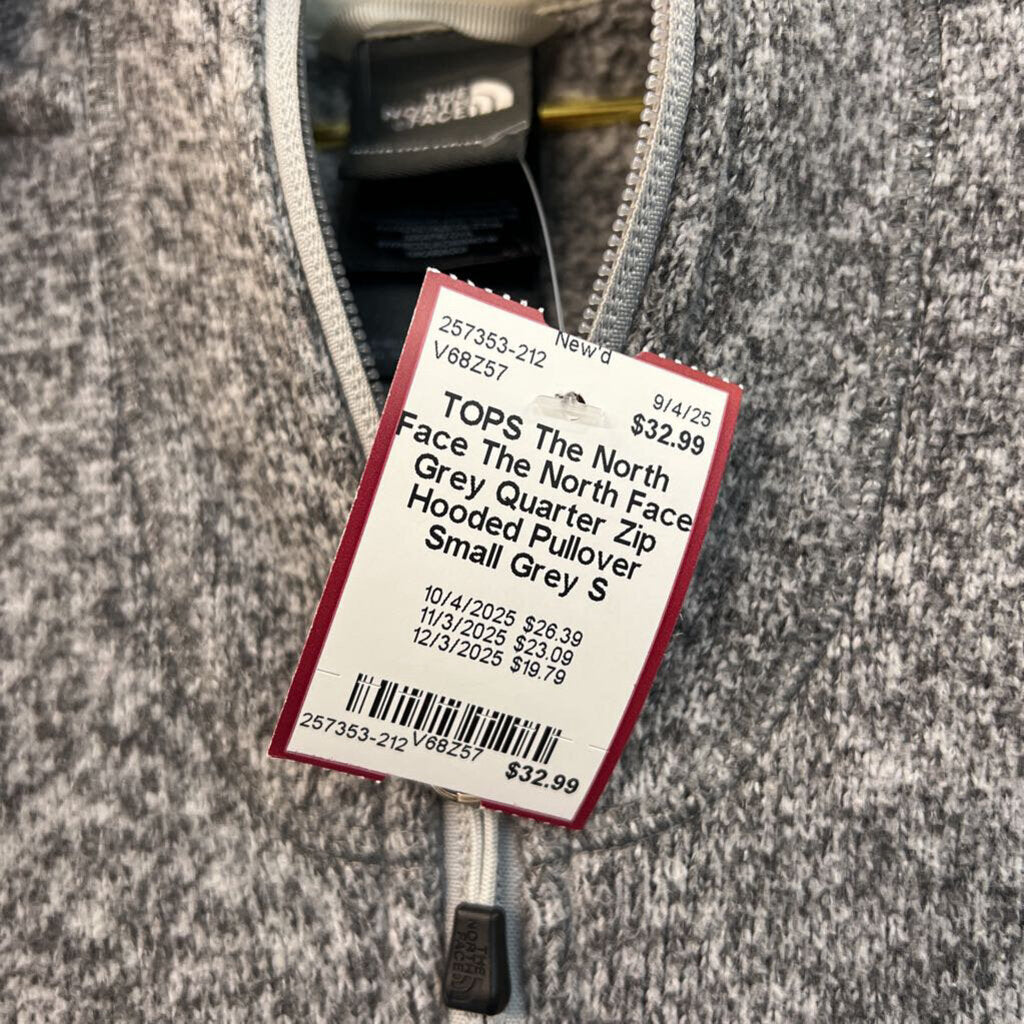 THE
NORTH
FACE
257353-212
New'd
V68Z57
9/4/25
$32.99
TOPS The North
Face The North Face
Grey Quarter Zip
Hooded Pullover
Small Grey S
10/4/2025 $26.39
11/3/2025 $23.09
12/3/2025 $19.79
257353-212 V68Z57
$32.99
THE
NORTH
FACE